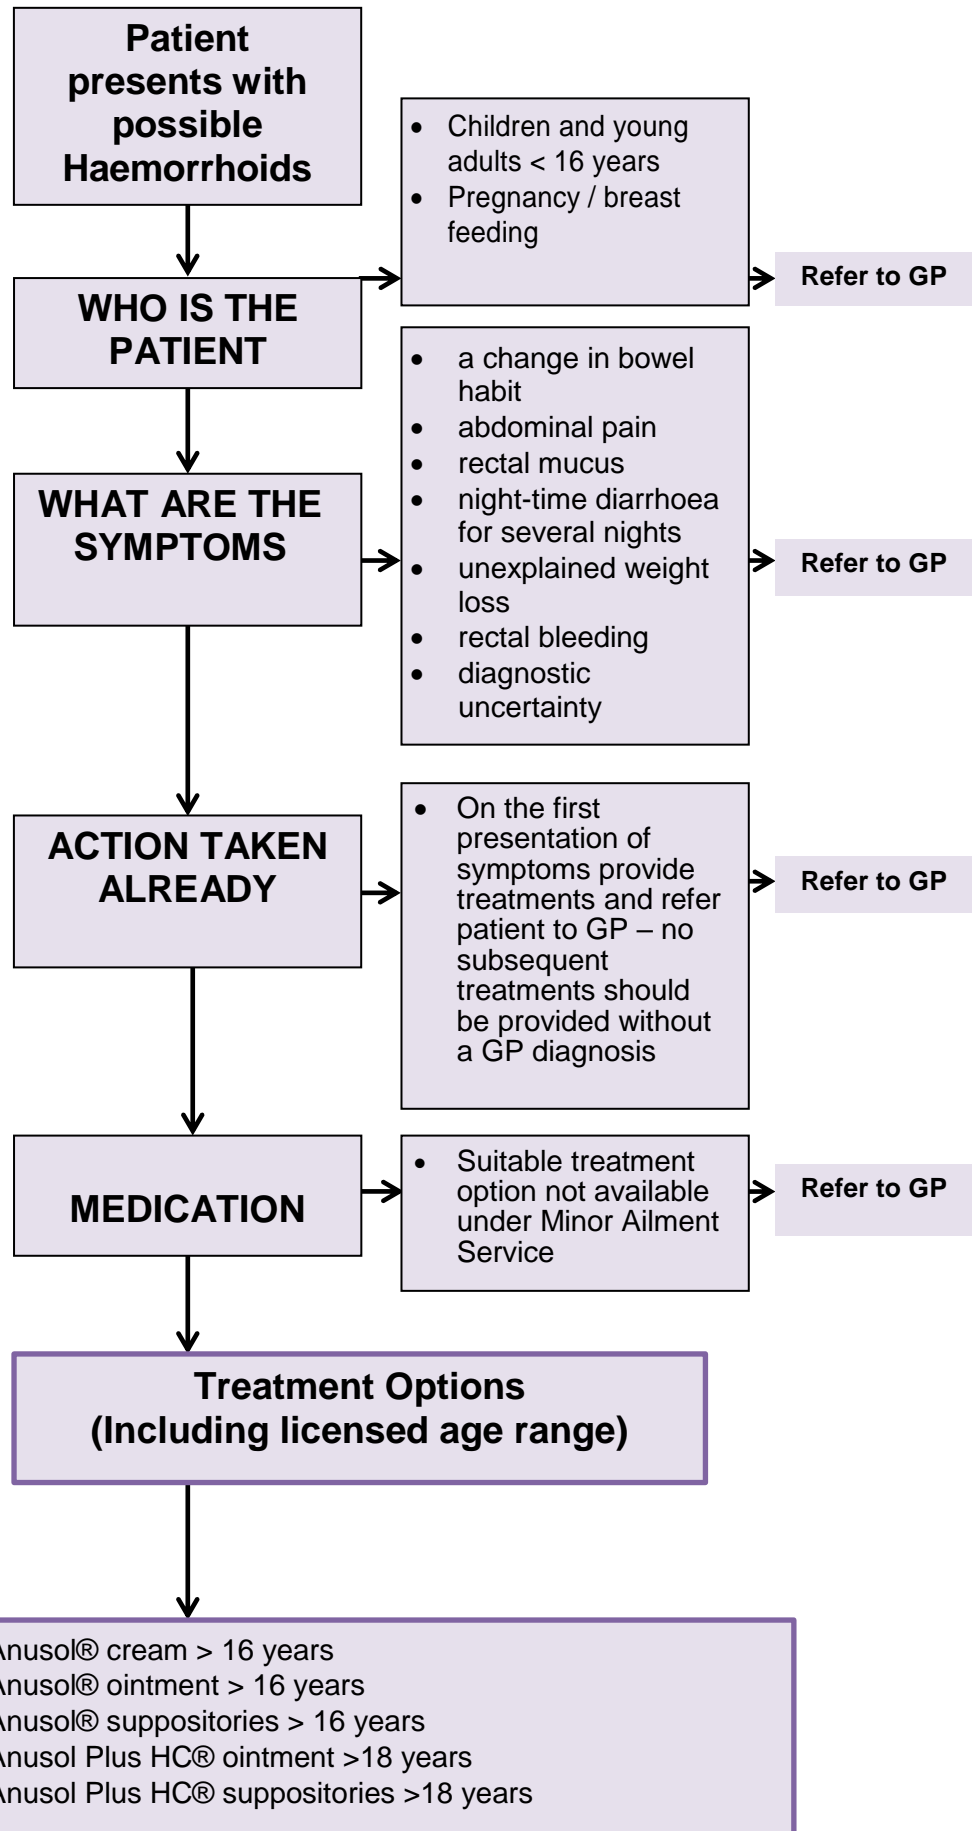 Patient
presents with
possible
Haemorrhoids
• Children and young
adults < 16 years
• Pregnancy / breast
feeding
Refer to GP
WHO IS THE
PATIENT
• a change in bowel
habit
• abdominal pain
• rectal mucus
• night-time diarrhoea
for several nights
• unexplained weight
loss
• rectal bleeding
• diagnostic
uncertainty
Refer to GP
WHAT ARE THE
SYMPTOMS
ACTION TAKEN
ALREADY
• On the first
presentation of
symptoms provide
treatments and refer
patient to GP – no
subsequent
treatments should
be provided without
a GP diagnosis
Refer to GP
MEDICATION
• Suitable treatment
option not available
under Minor Ailment
Service
Refer to GP
Treatment Options
(Including licensed age range)
Anusol® cream > 16 years
Anusol® ointment > 16 years
Anusol® suppositories > 16 years
Anusol Plus HC® ointment >18 years
Anusol Plus HC® suppositories >18 years